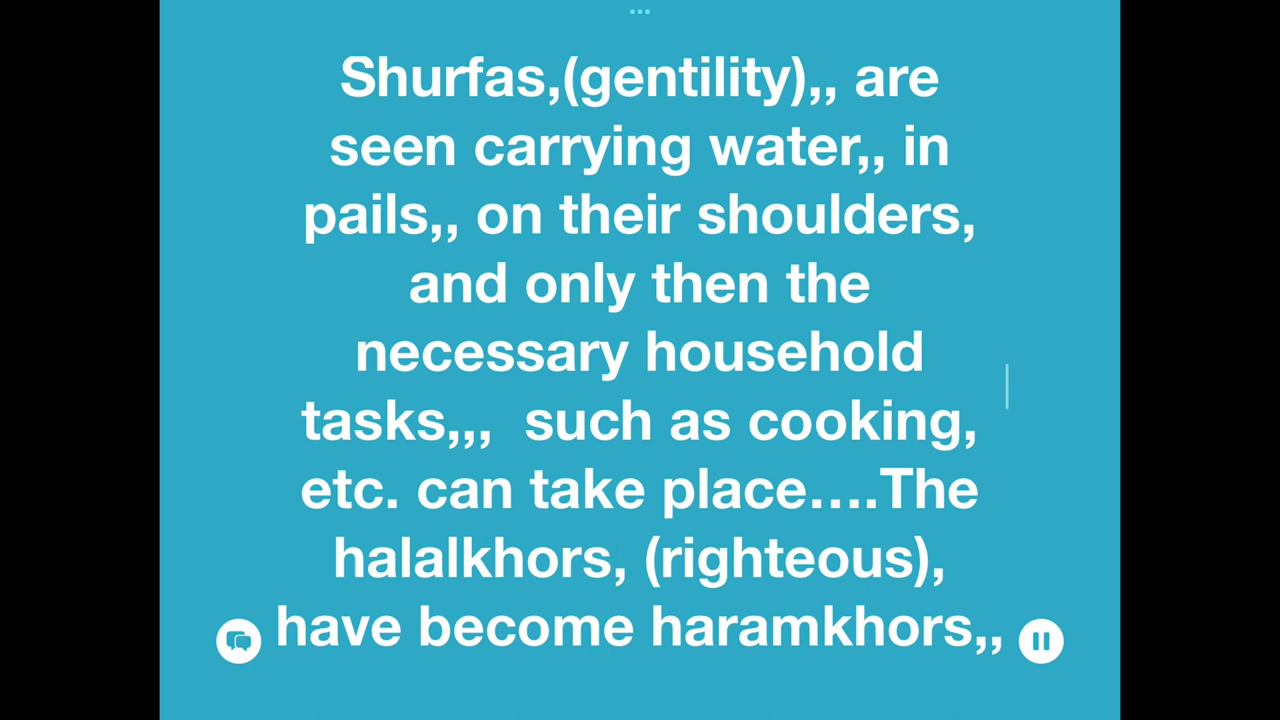 Shurfas,(gentility),, are
seen carrying water,, in
pails,, on their shoulders,
and only then the
necessary household
tasks,,,  such as cooking,
etc. can take place....The
halalkhors, (righteous),
have become haramkhors,,